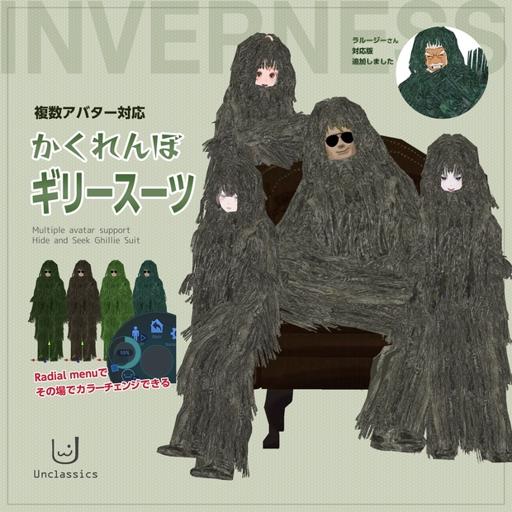 INVERNESS
ラルージーさん
対応版
追加しました
複数アバター対応
かくれんぼ
ギリースーツ
Multiple avatar support
Hide and Seek Ghillie Suit
Radial menuで
その場でカラーチェンジできる
Unclassics